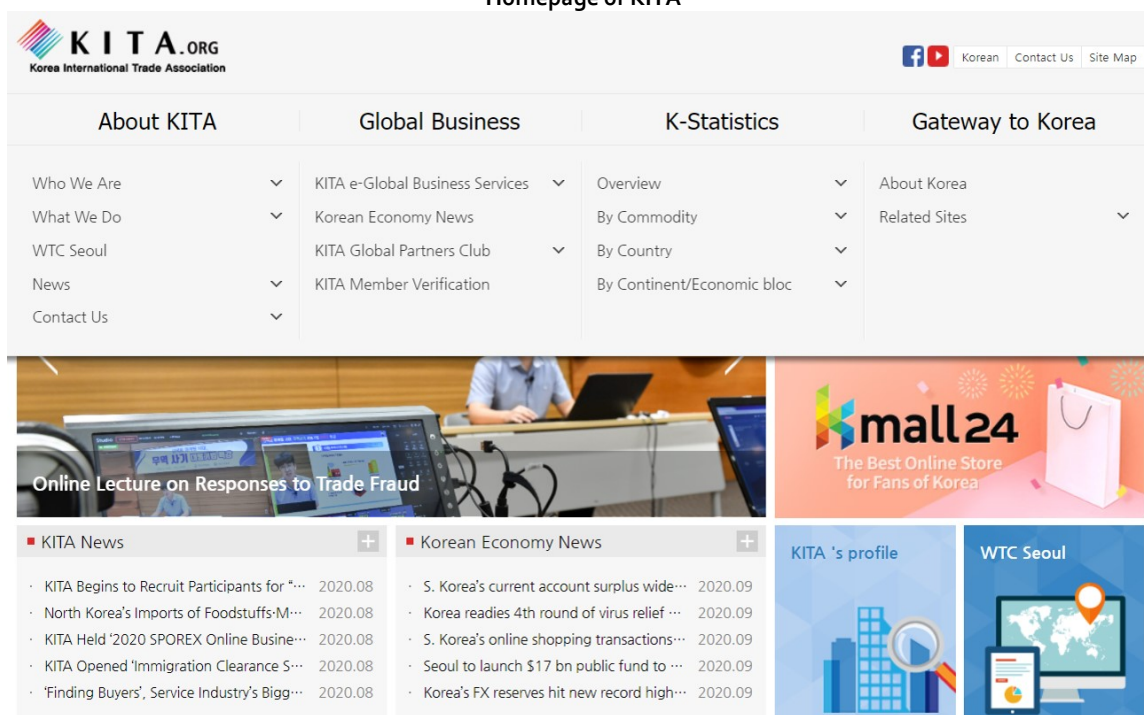 Homepage of KITA
KITA.ORG
Korea International Trade Association
Korean Contact Us Site Map
About KITA Global Business K-Statistics Gateway to Korea
Who We Are
What We Do
WTC Seoul
News
Contact Us
KITA e-Global Business Services
Korean Economy News
KITA Global Partners Club
KITA Member Verification
Overview
By Commodity
By Country
By Continent/Economic bloc
About Korea
Related Sites
Online Lecture on Responses to Trade Fraud
kmall24
The Best Online Store
for Fans of Korea
KITA News
· KITA Begins to Recruit Participants for “··· 2020.08
· North Korea’s Imports of Foodstuffs·M··· 2020.08
· KITA Held ‘2020 SPOREX Online Busine··· 2020.08
· KITA Opened ‘Immigration Clearance S··· 2020.08
· ‘Finding Buyers’, Service Industry’s Bigg··· 2020.08
Korean Economy News
· S. Korea’s current account surplus wide··· 2020.09
· Korea readies 4th round of virus relief ··· 2020.09
· S. Korea’s online shopping transactions··· 2020.09
· Seoul to launch $17 bn public fund to ··· 2020.09
· Korea’s FX reserves hit new record high··· 2020.09
KITA 's profile
WTC Seoul